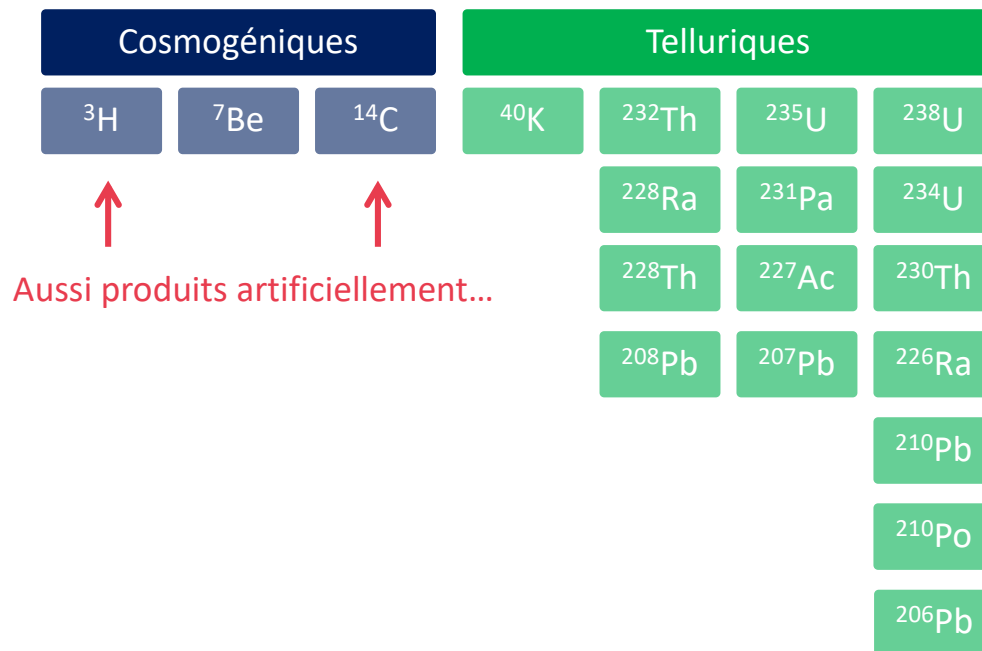 Cosmogéniques Telluriques
³H ⁷Be ¹⁴C ⁴⁰K ²³²Th ²³⁵U ²³⁸U
²²⁸Ra ²³¹Pa ²³⁴U
Aussi produits artificiellement… ²²⁸Th ²²⁷Ac ²³⁰Th
²⁰⁸Pb ²⁰⁷Pb ²²⁶Ra
²¹⁰Pb
²¹⁰Po
²⁰⁶Pb